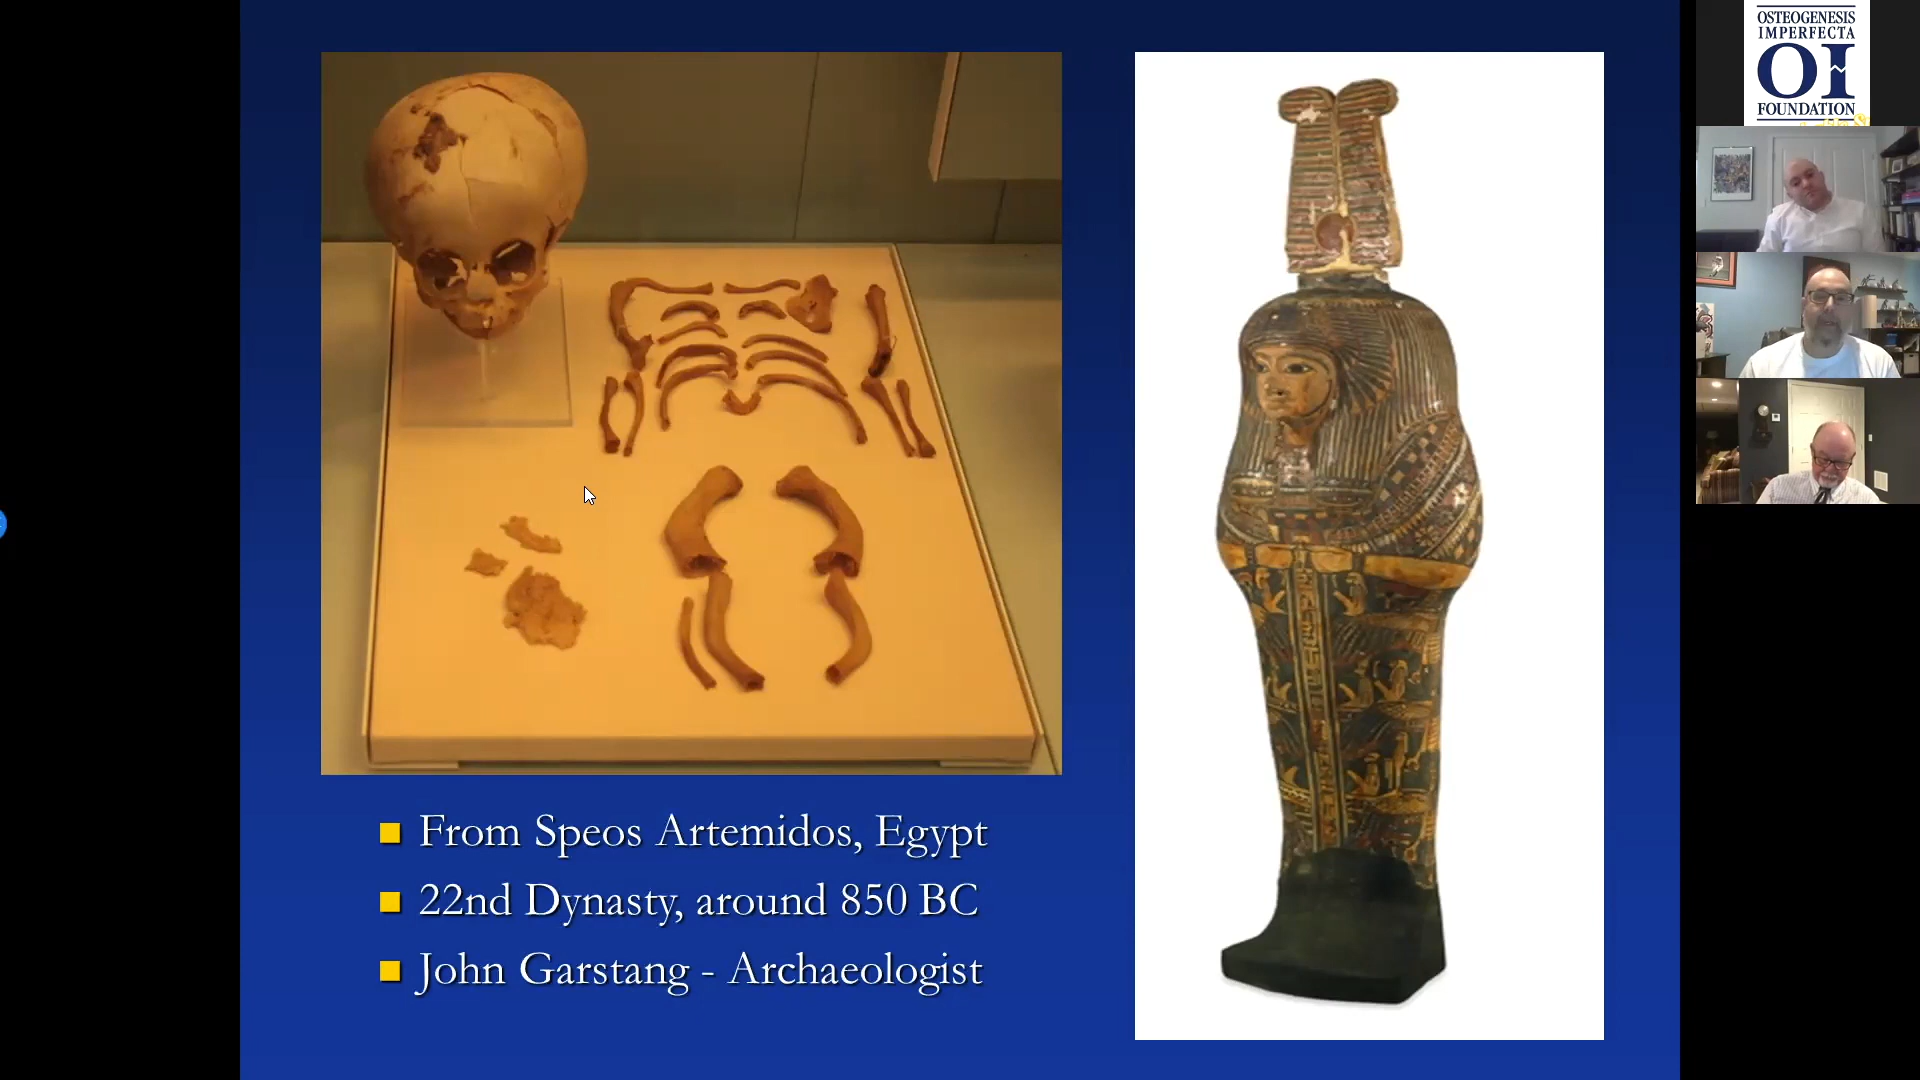 From Speos Artemidos, Egypt
22nd Dynasty, around 850 BC
John Garstang - Archaeologist
OSTEOGENESIS
IMPERFECTA
OI
FOUNDATION